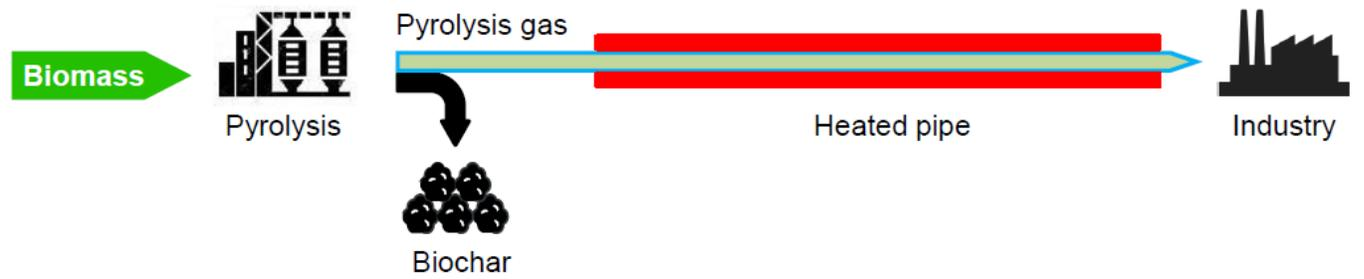 Biomass
Pyrolysis
Pyrolysis gas
Biochar
Heated pipe
Industry